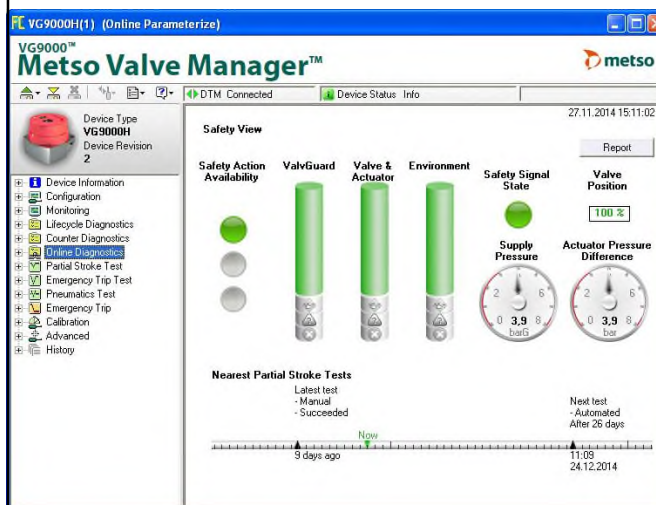 FC VG9000H(1) (Online Parameterize)
VG9000™
Metso Valve Manager™
metso
DTM Connected
Device Status Info
27.11.2014 15:11:02
Device Type
VG9000H
Device Revision
2
Safety View
Report
Device Information
Configuration
Monitoring
Lifecycle Diagnostics
Counter Diagnostics
Online Diagnostics
Partial Stroke Test
Emergency Trip Test
Pneumatics Test
Emergency Trip
Calibration
Advanced
History
Safety Action
Availability
ValvGuard
Valve &
Actuator
Environment
Safety Signal
State
Valve
Position
100 %
Supply
Pressure
Actuator Pressure
Difference
0 2 4 6 8
3,9
barG
0 2 4 6 8
3,9
bar
Nearest Partial Stroke Tests
Latest test
- Manual
- Succeeded
Now
9 days ago
Next test
- Automated
After 26 days
11:09
24.12.2014